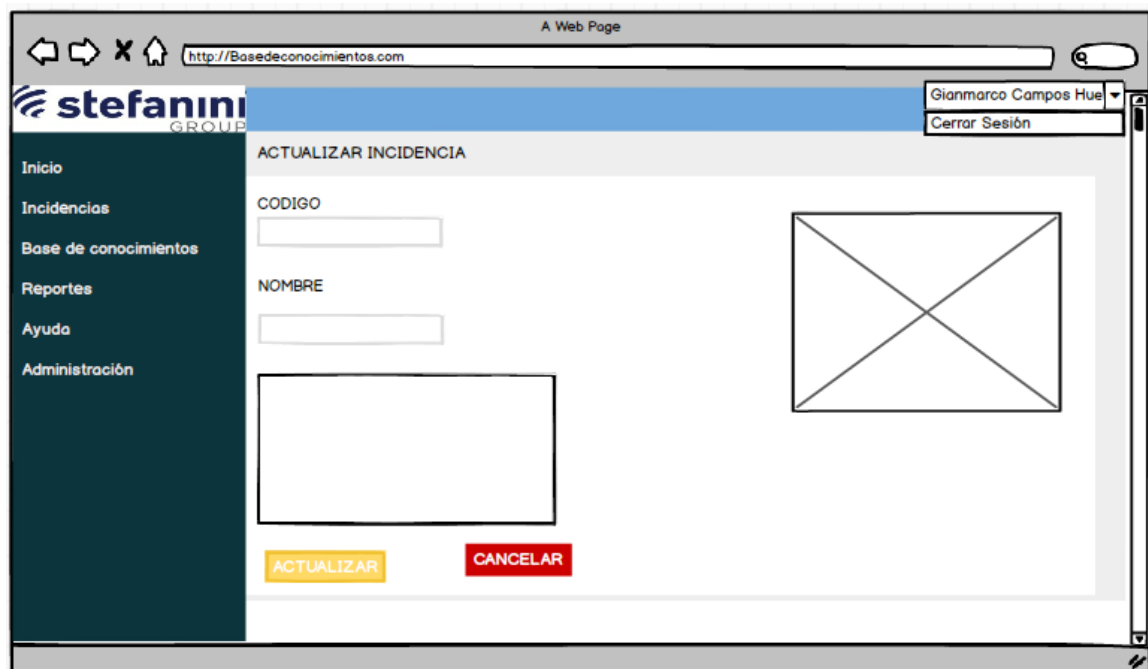 A Web Page
http://Basedeconocimientos.com
stefanini
GROUP
Gianmarco Campos Hue
Cerrar Sesión
Inicio
Incidencias
Base de conocimientos
Reportes
Ayuda
Administración
ACTUALIZAR INCIDENCIA
CODIGO
NOMBRE
ACTUALIZAR
CANCELAR